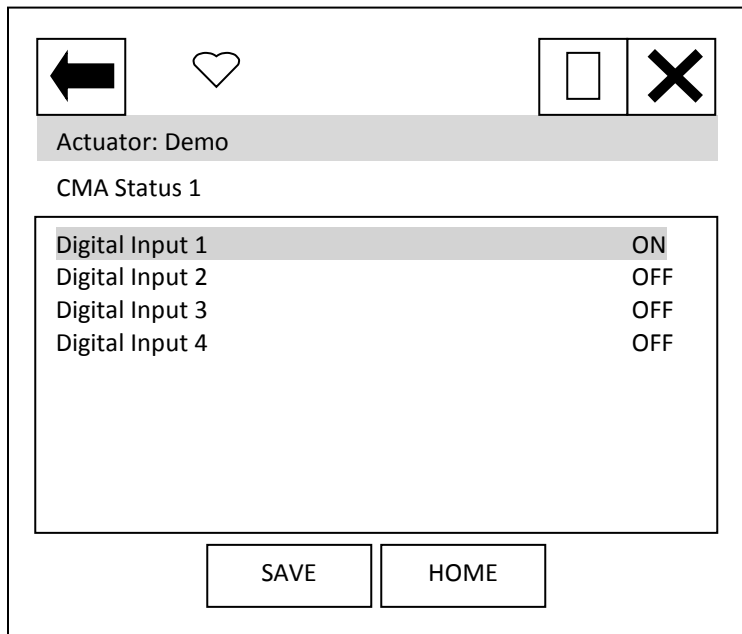 Actuator: Demo
CMA Status 1
Digital Input 1 ON
Digital Input 2 OFF
Digital Input 3 OFF
Digital Input 4 OFF
SAVE HOME